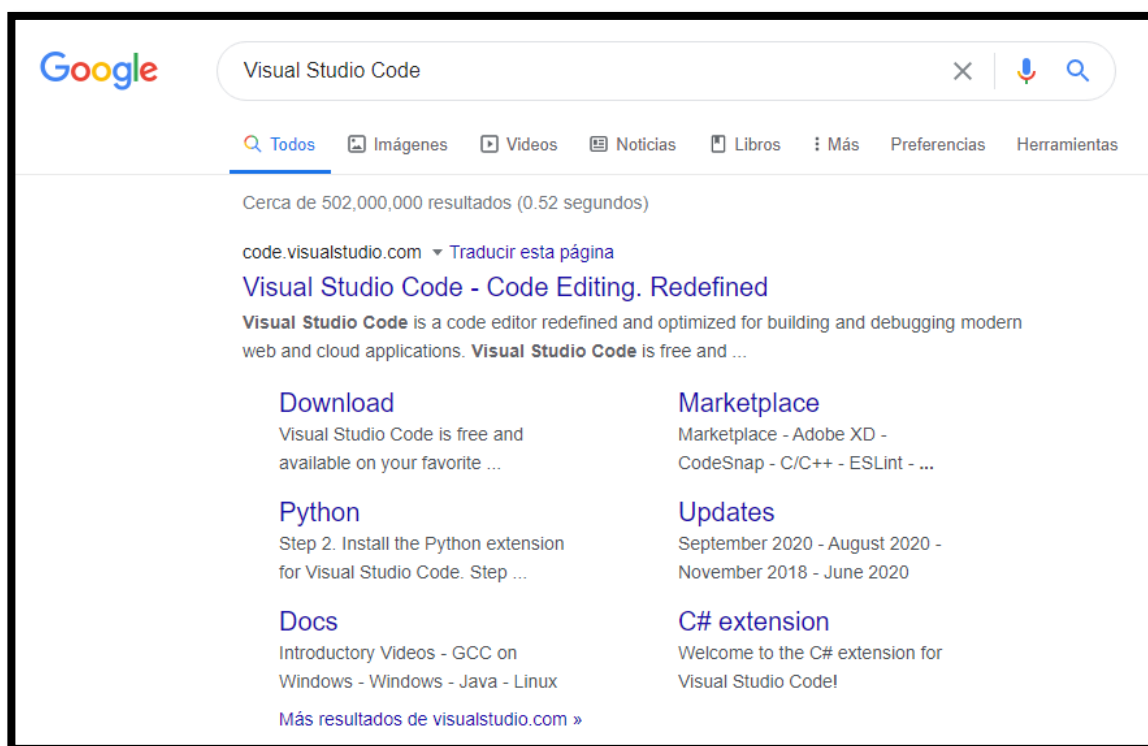 Google
Visual Studio Code
Todos Imágenes Videos Noticias Libros Más Preferencias Herramientas
Cerca de 502,000,000 resultados (0.52 segundos)
code.visualstudio.com Traducir esta página
Visual Studio Code - Code Editing. Redefined
Visual Studio Code is a code editor redefined and optimized for building and debugging modern
web and cloud applications. Visual Studio Code is free and ...
Download
Visual Studio Code is free and
available on your favorite ...
Marketplace
Marketplace - Adobe XD -
CodeSnap - C/C++ - ESLint - ...
Python
Step 2. Install the Python extension
for Visual Studio Code. Step ...
Updates
September 2020 - August 2020 -
November 2018 - June 2020
Docs
Introductory Videos - GCC on
Windows - Windows - Java - Linux
C# extension
Welcome to the C# extension for
Visual Studio Code!
Más resultados de visualstudio.com »